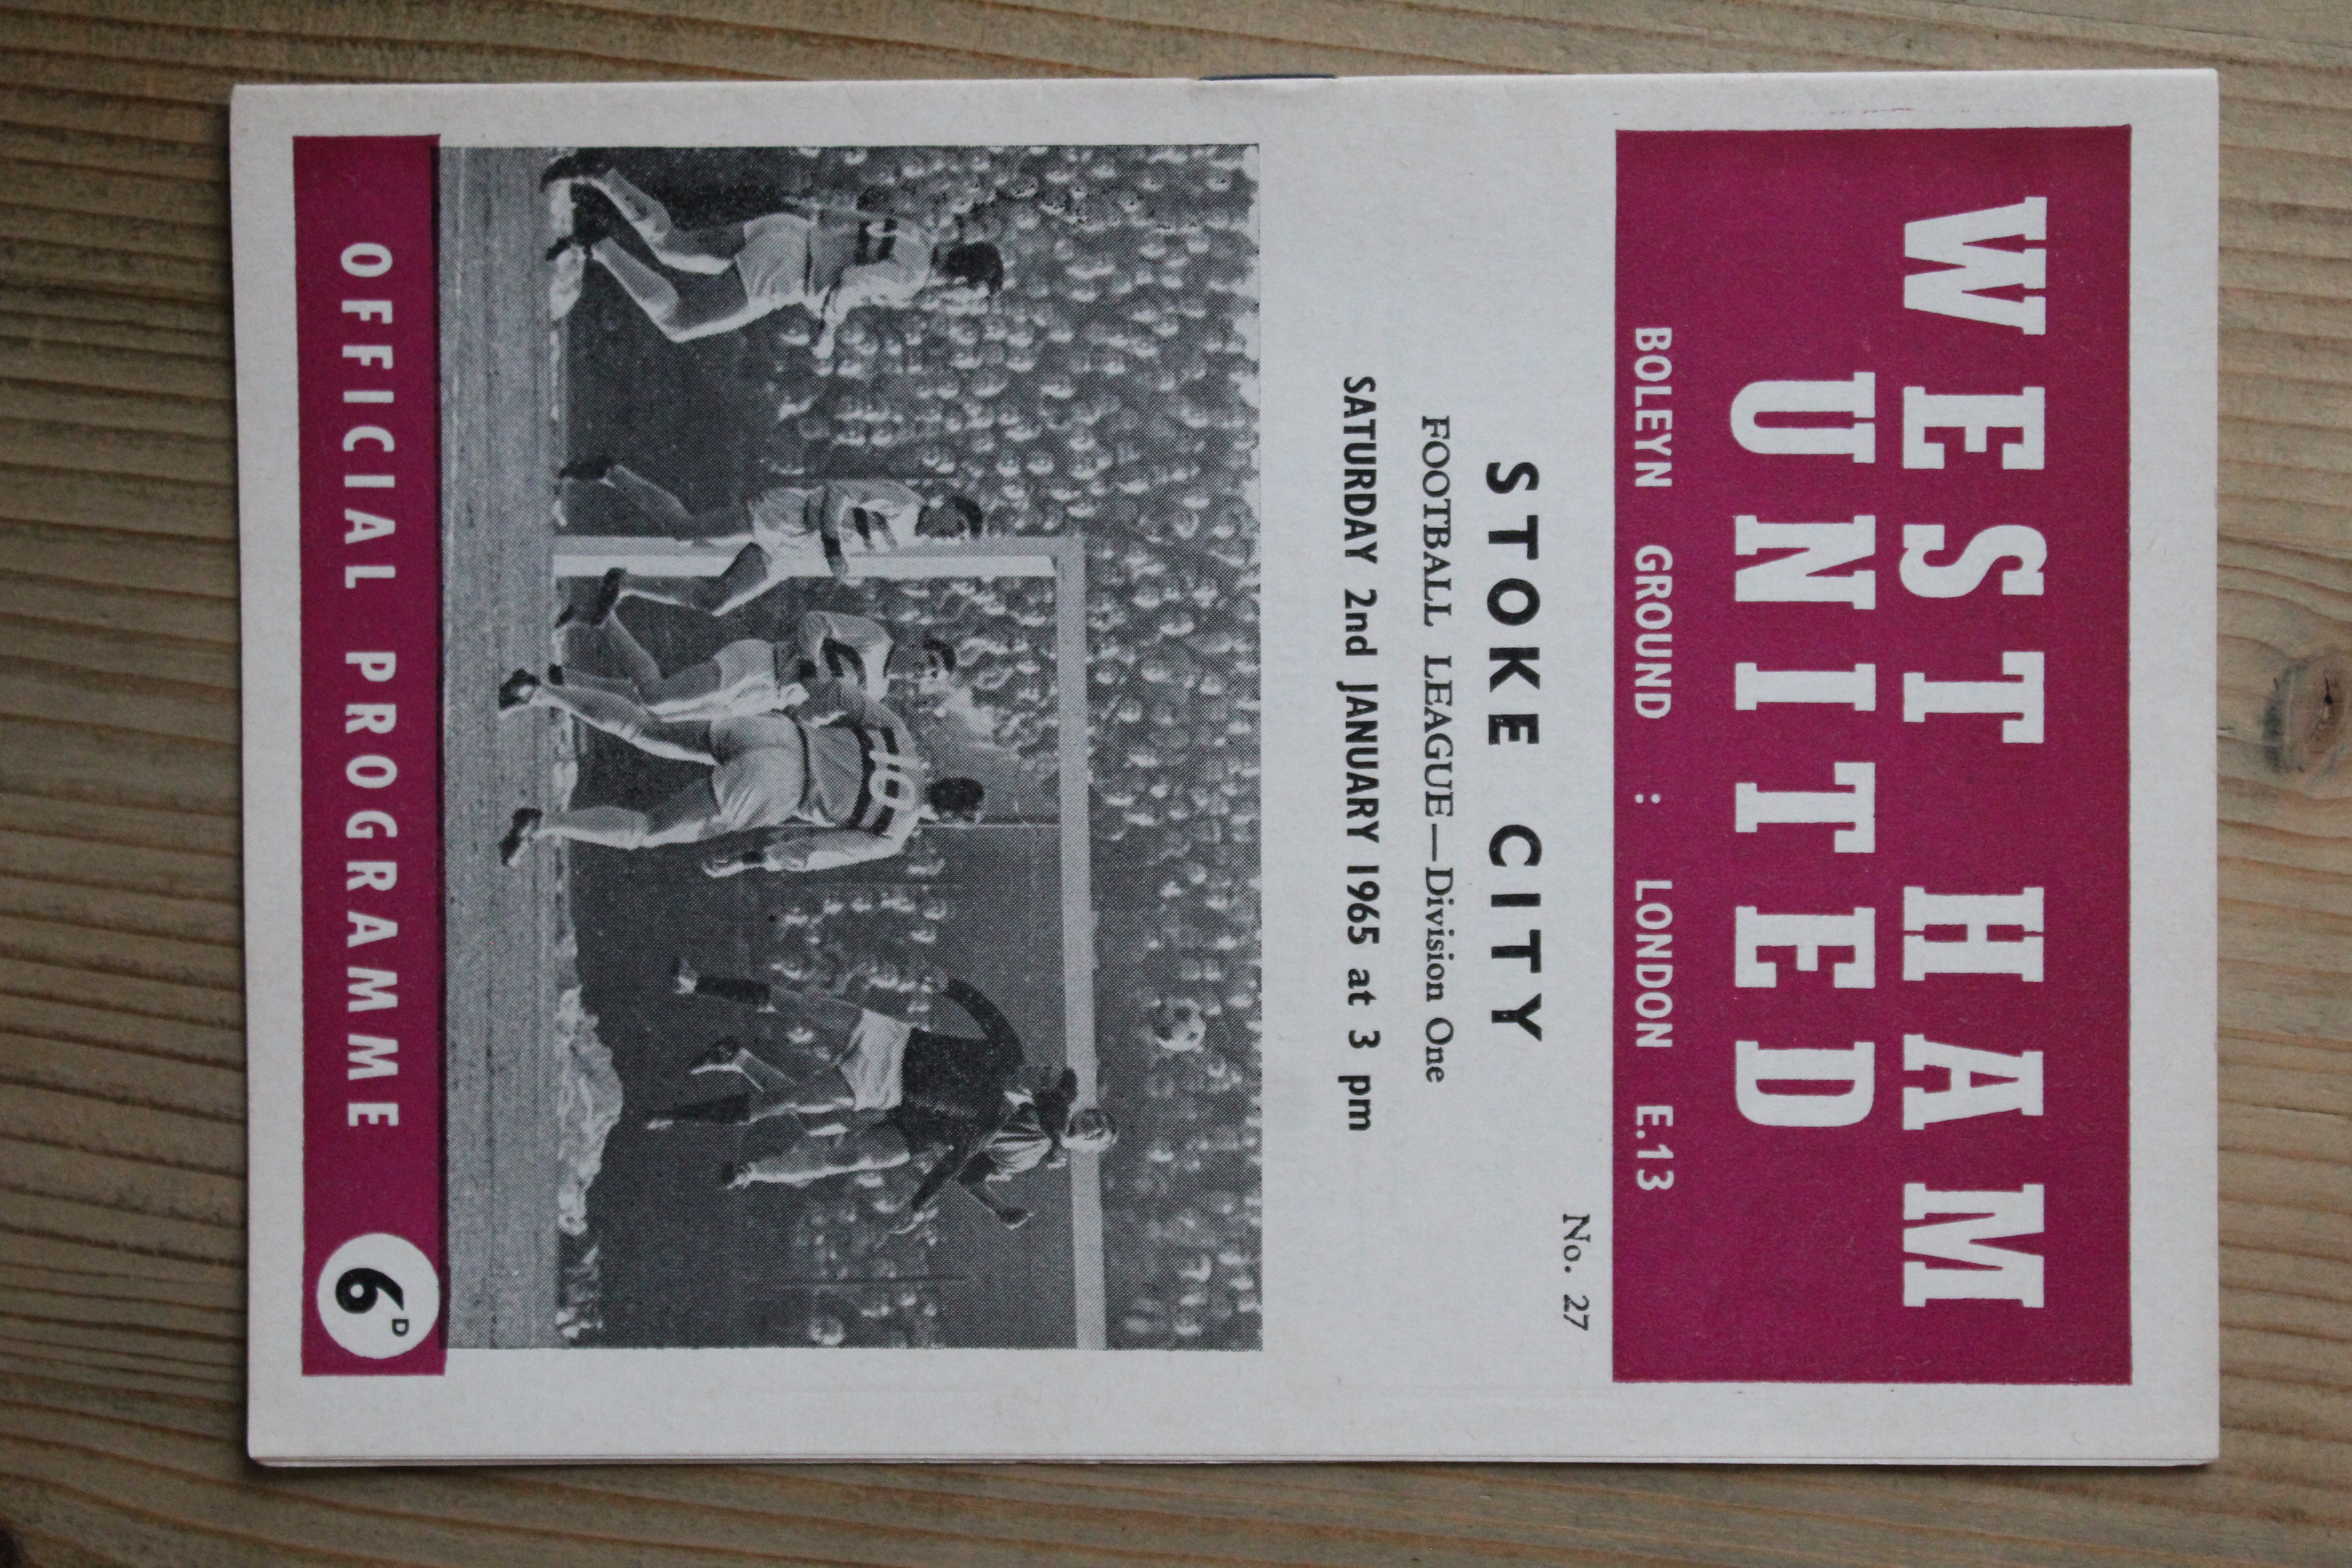 WEST HAM
UNITED
BOLEYN GROUND : LONDON E.13
No. 27
STOKE CITY
FOOTBALL LEAGUE—Division One
SATURDAY 2nd JANUARY 1965 at 3 pm
10
OFFICIAL PROGRAMME 6D